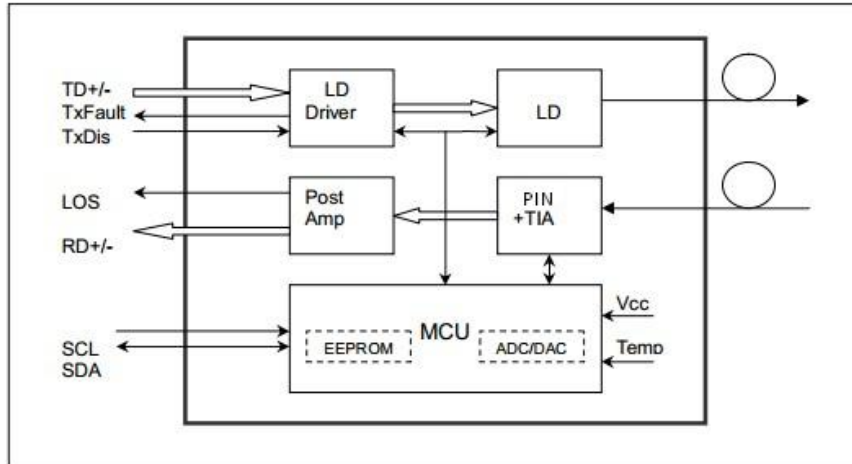 TD+/-
TxFault
TxDis
LD
Driver
LD
LOS
RD+/-
Post
Amp
PIN
+TIA
SCL
SDA
MCU
EEPROM
ADC/DAC
Vcc
Temp